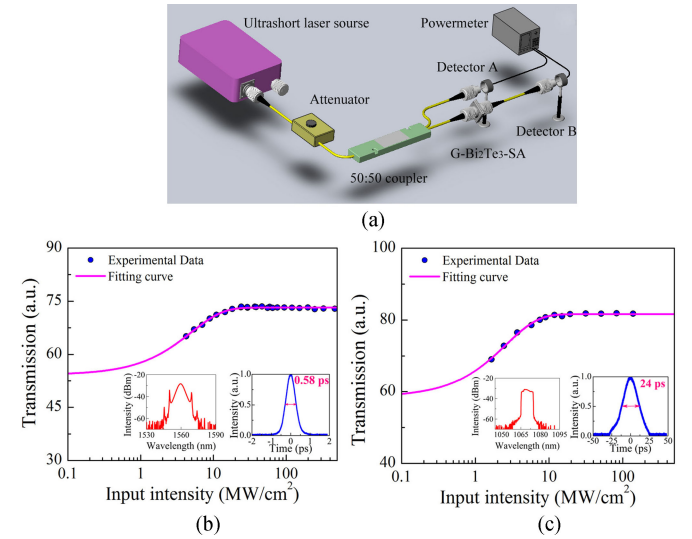 Ultrashort laser sourse
Powermeter
Detector A
Attenuator
Detector B
G-Bi2Te3-SA
50:50 coupler
(a)
90
75
60
45
30
Transmission (a.u.)
Experimental Data
Fitting curve
-20
-40
-60
Intensity (dBm)
1530 1560 1590
Wavelength (nm)
1.0
0.5
0.0
Intensity (a.u.)
0.58 ps
-2 -1 0 1 2
Time (ps)
0.1 1 10 100
Input intensity (MW/cm2)
(b)
100
80
60
40
Transmission (a.u.)
Experimental Data
Fitting curve
-20
-40
-60
Intensity (dBm)
1050 1065 1080 1095
Wavelength (nm)
1.0
0.5
0.0
Intensity (a.u.)
24 ps
-50 -25 0 25 50
Time (ps)
0.1 1 10 100
Input intensity (MW/cm2)
(c)